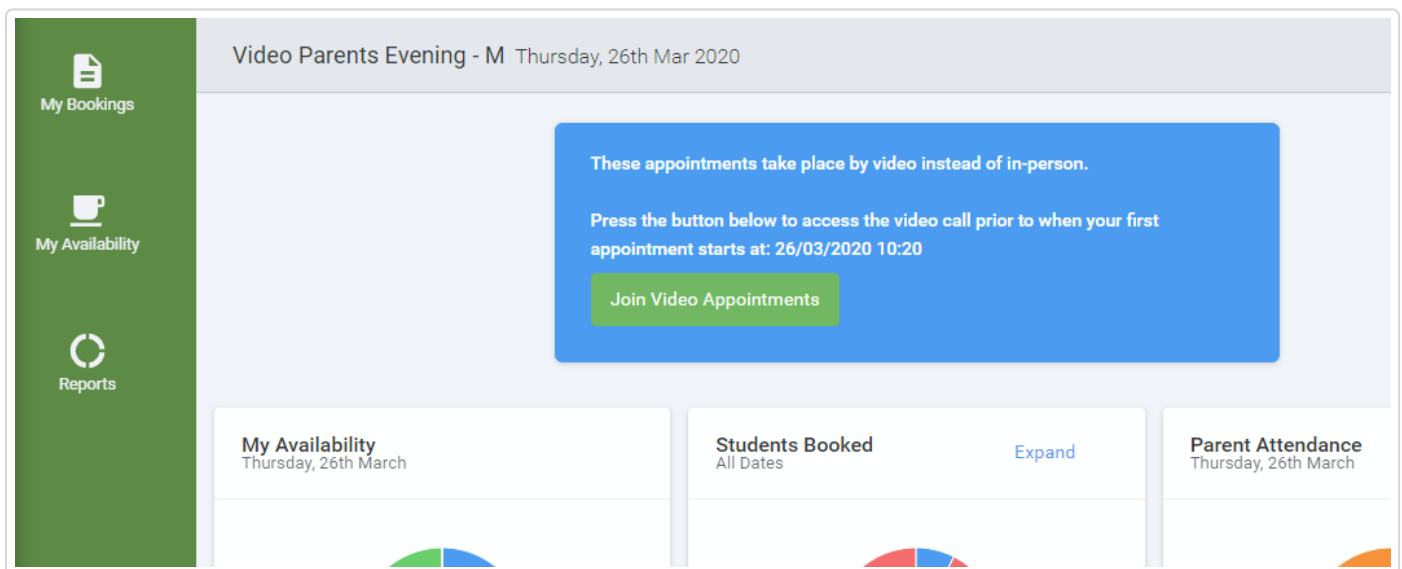 My Bookings
My Availability
Reports
Video Parents Evening - M Thursday, 26th Mar 2020
These appointments take place by video instead of in-person.
Press the button below to access the video call prior to when your first
appointment starts at: 26/03/2020 10:20
Join Video Appointments
My Availability
Thursday, 26th March
Students Booked
All Dates
Expand
Parent Attendance
Thursday, 26th March